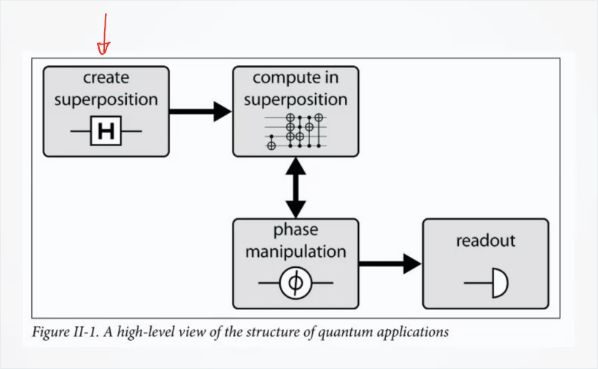 create
superposition
H
compute in
superposition
phase
manipulation
ϕ
readout
Figure II-1. A high-level view of the structure of quantum applications